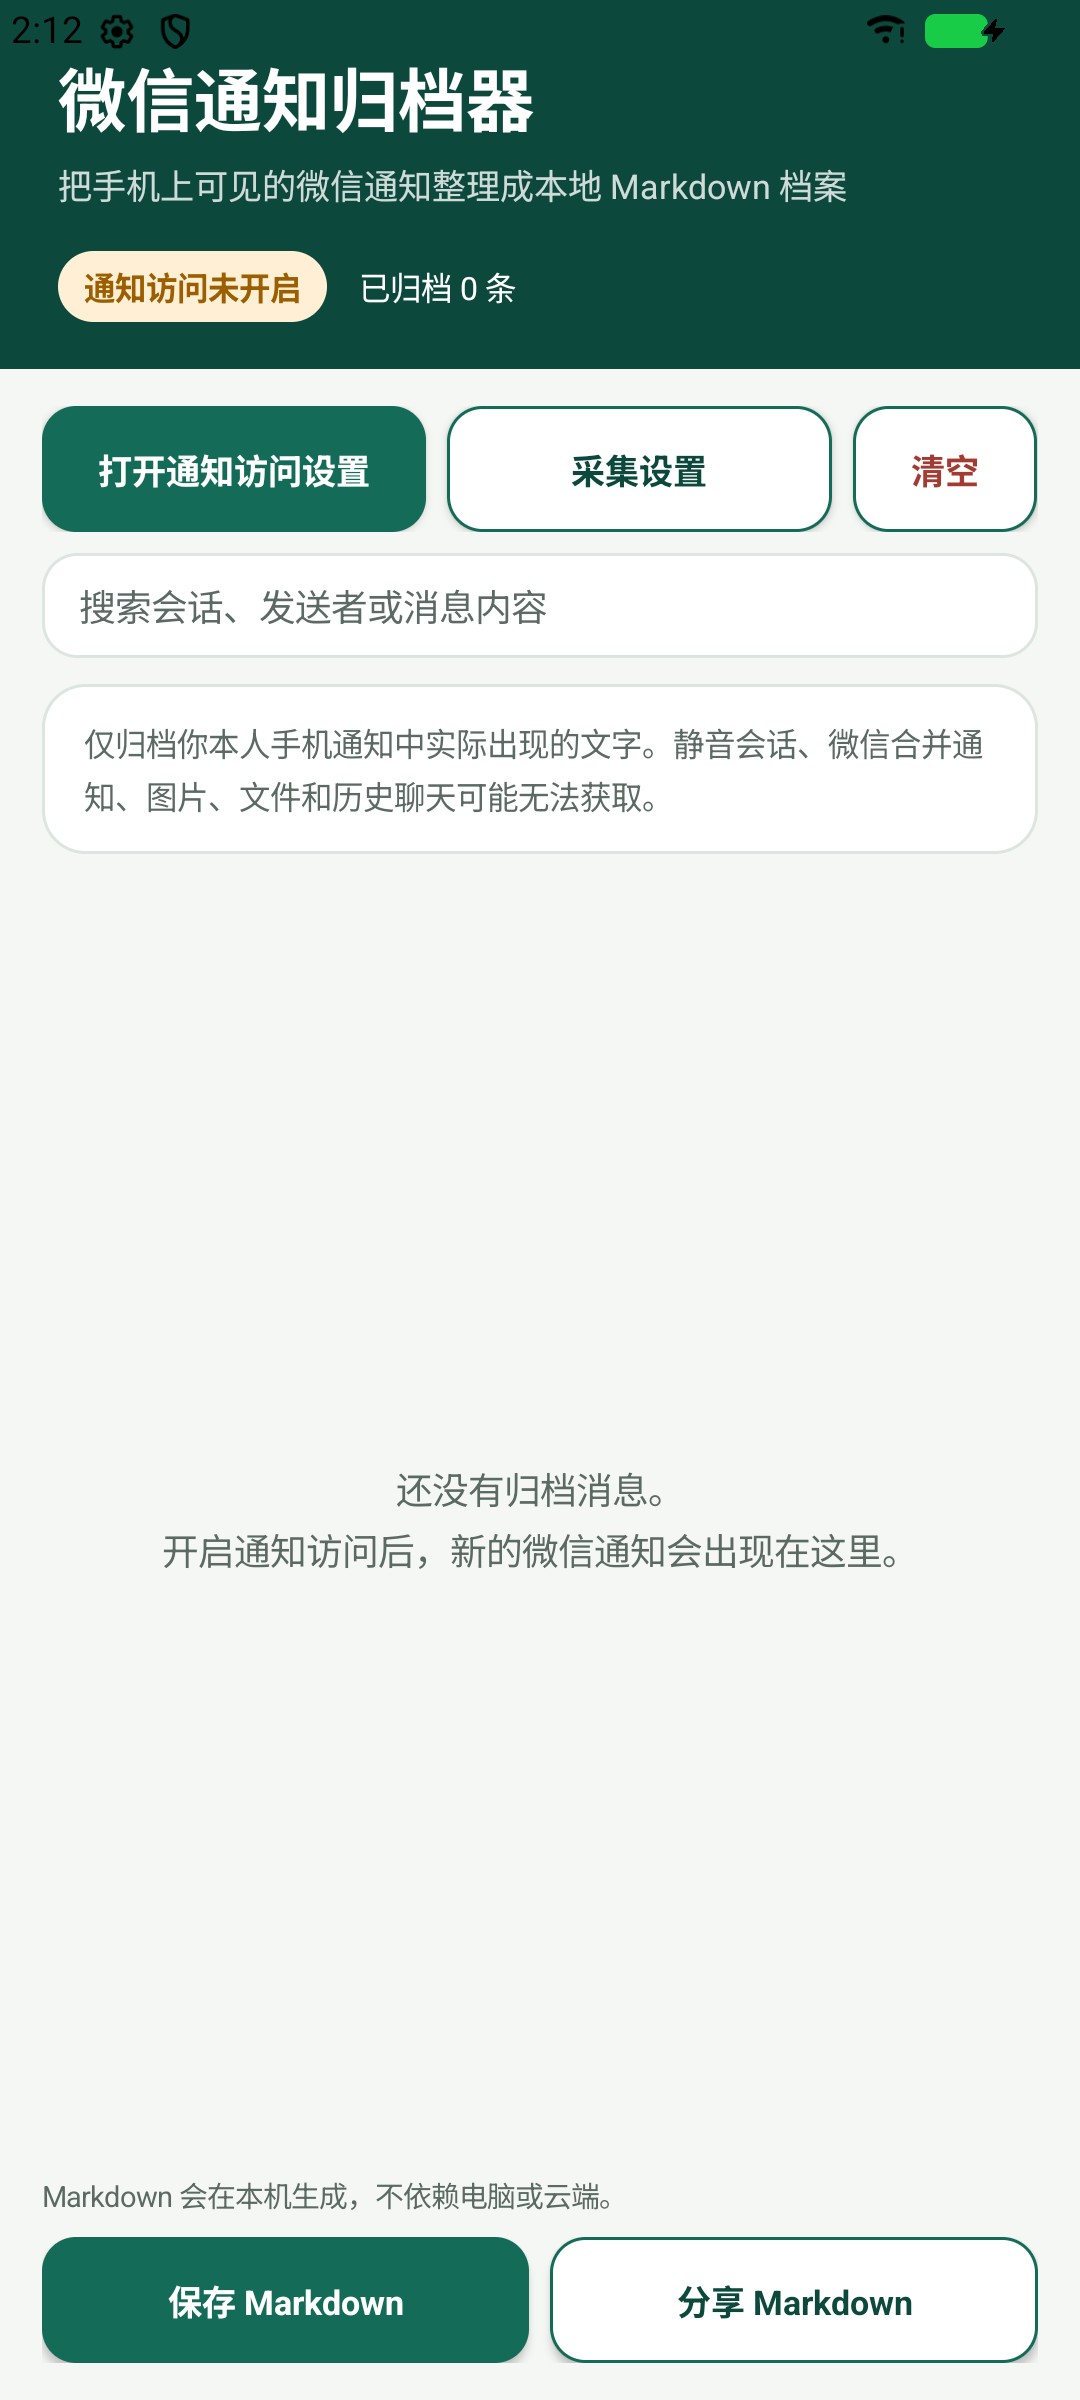 2:12
微信通知归档器
把手机上可见的微信通知整理成本地 Markdown 档案
通知访问未开启 已归档 0 条
打开通知访问设置 采集设置 清空
搜索会话、发送者或消息内容
仅归档你本人手机通知中实际出现的文字。静音会话、微信合并通
知、图片、文件和历史聊天可能无法获取。
还没有归档消息。
开启通知访问后，新的微信通知会出现在这里。
Markdown 会在本机生成，不依赖电脑或云端。
保存 Markdown 分享 Markdown